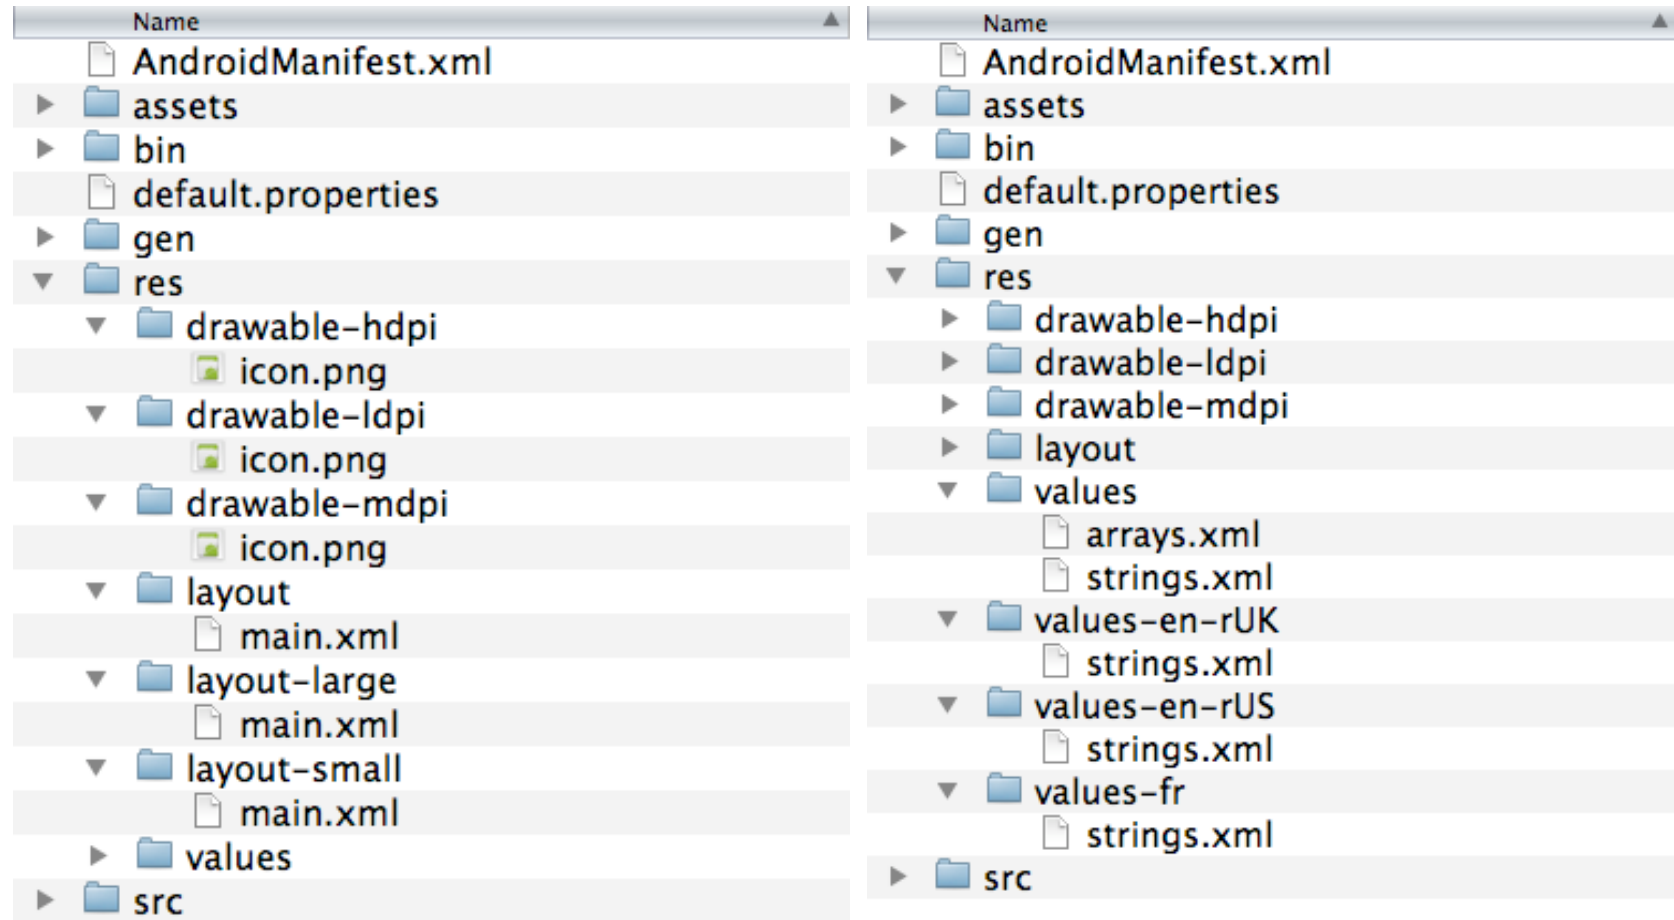 Name
AndroidManifest.xml
assets
bin
default.properties
gen
res
drawable-hdpi
icon.png
drawable-ldpi
icon.png
drawable-mdpi
icon.png
layout
main.xml
layout-large
main.xml
layout-small
main.xml
values
src
Name
AndroidManifest.xml
assets
bin
default.properties
gen
res
drawable-hdpi
drawable-ldpi
drawable-mdpi
layout
values
arrays.xml
strings.xml
values-en-rUK
strings.xml
values-en-rUS
strings.xml
values-fr
strings.xml
src